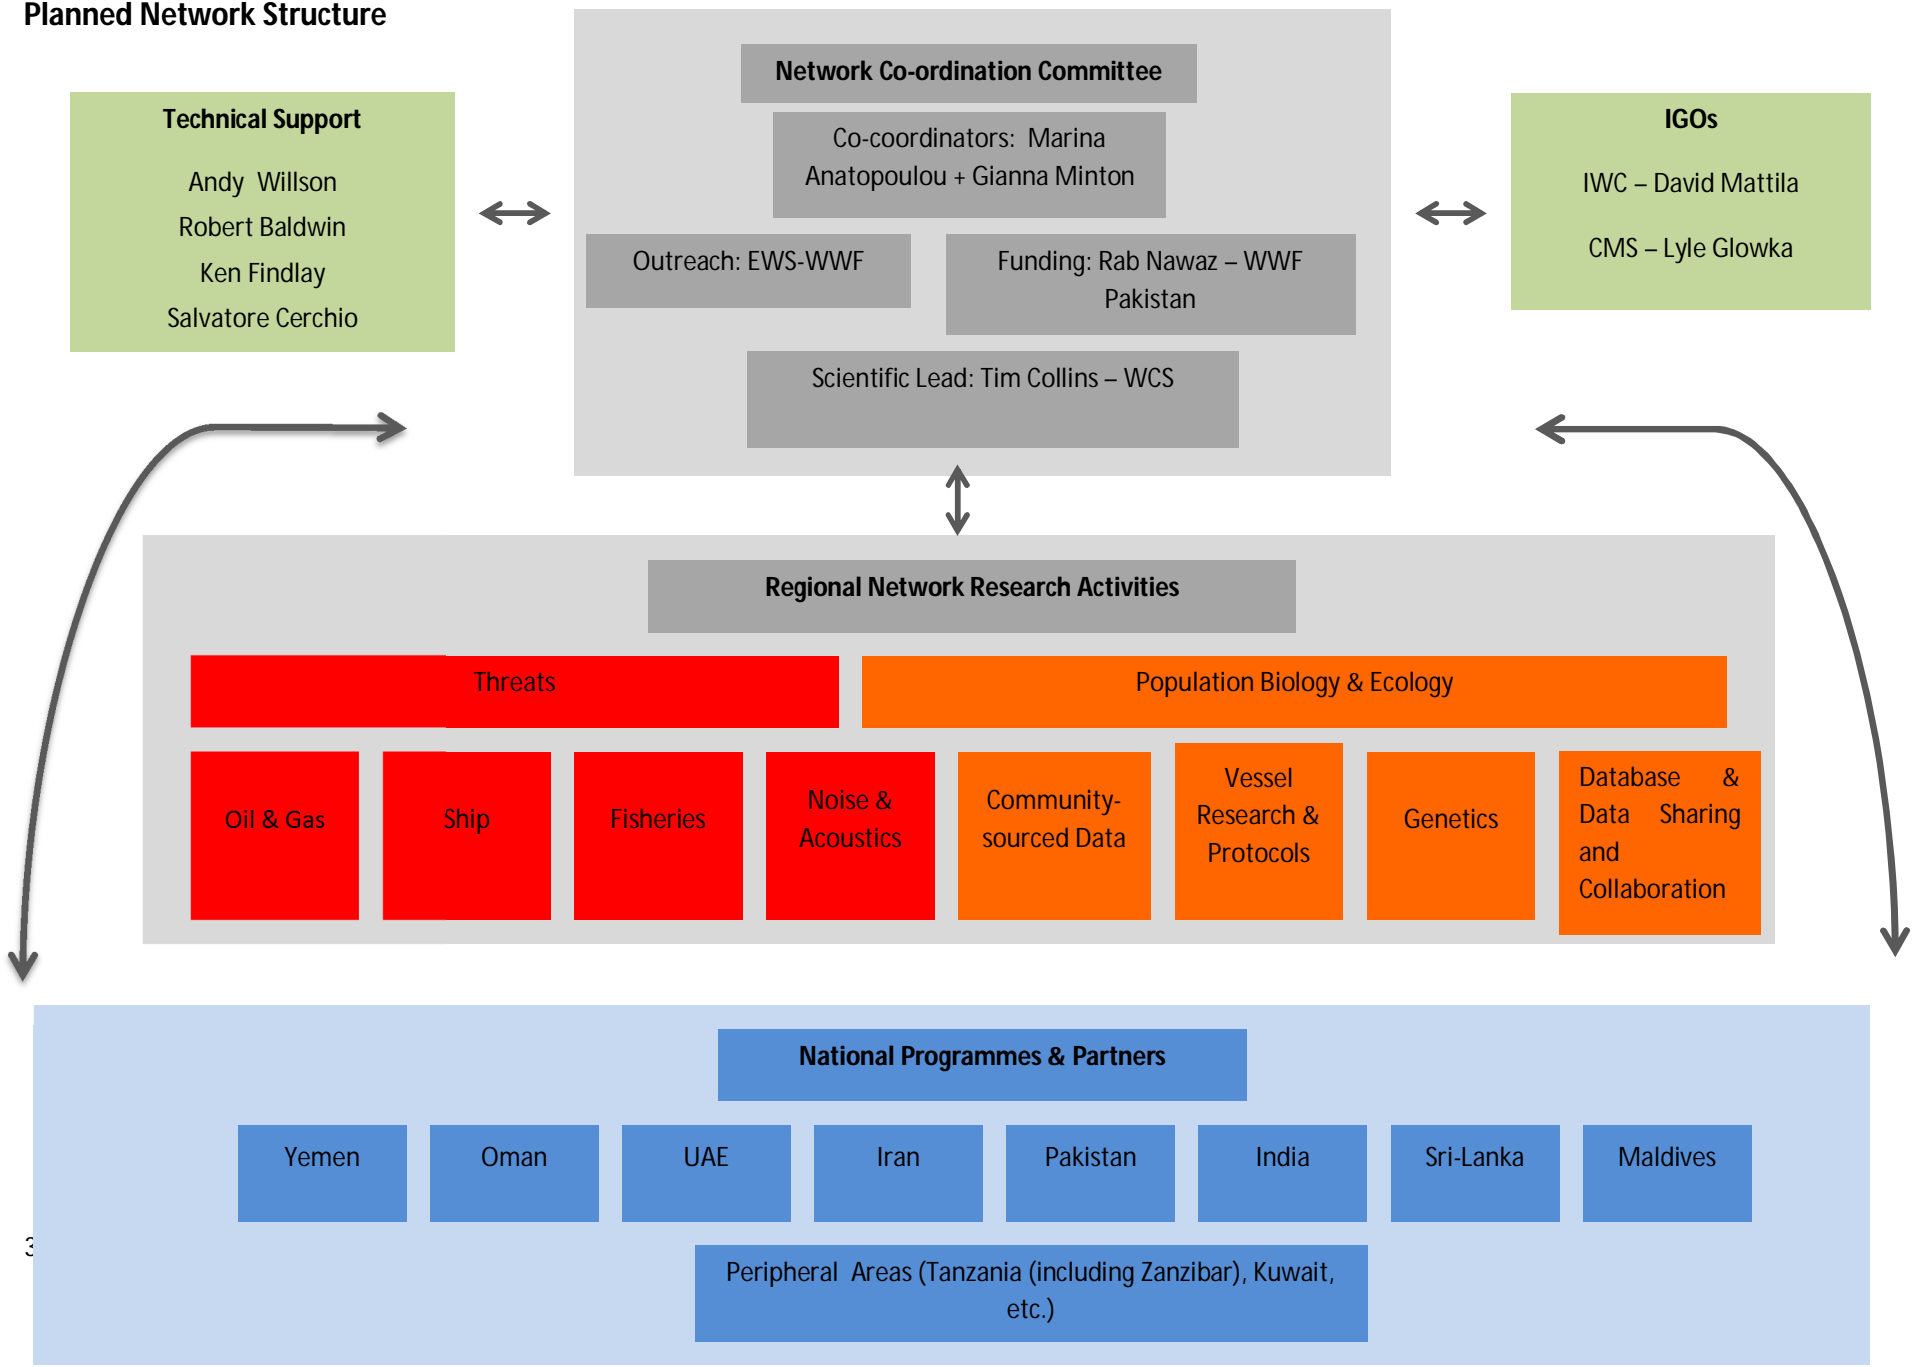 Planned Network Structure
Network Co-ordination Committee
Co-coordinators: Marina
Anatopoulou + Gianna Minton
Outreach: EWS-WWF
Funding: Rab Nawaz – WWF
Pakistan
Scientific Lead: Tim Collins – WCS
Technical Support
Andy Willson
Robert Baldwin
Ken Findlay
Salvatore Cerchio
IGOs
IWC – David Mattila
CMS – Lyle Glowka
Regional Network Research Activities
Threats
Population Biology & Ecology
Oil & Gas
Ship
Fisheries
Noise &
Acoustics
Community-
sourced Data
Vessel
Research &
Protocols
Genetics
Database &
Data Sharing
and
Collaboration
National Programmes & Partners
Yemen
Oman
UAE
Iran
Pakistan
India
Sri-Lanka
Maldives
3
Peripheral Areas (Tanzania (including Zanzibar), Kuwait,
etc.)